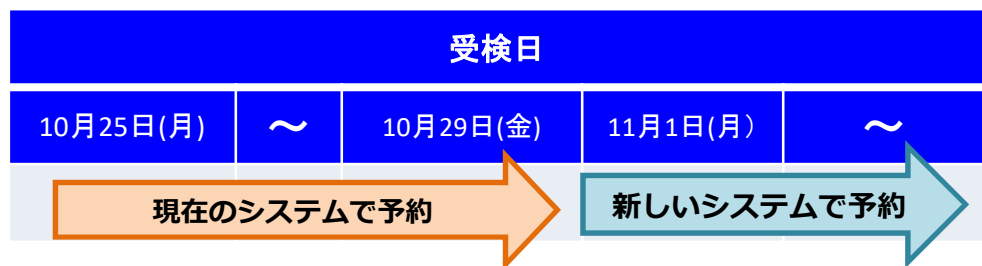 受検日
10月25日(月) ～ 10月29日(金) 11月1日(月） ～
現在のシステムで予約 新しいシステムで予約